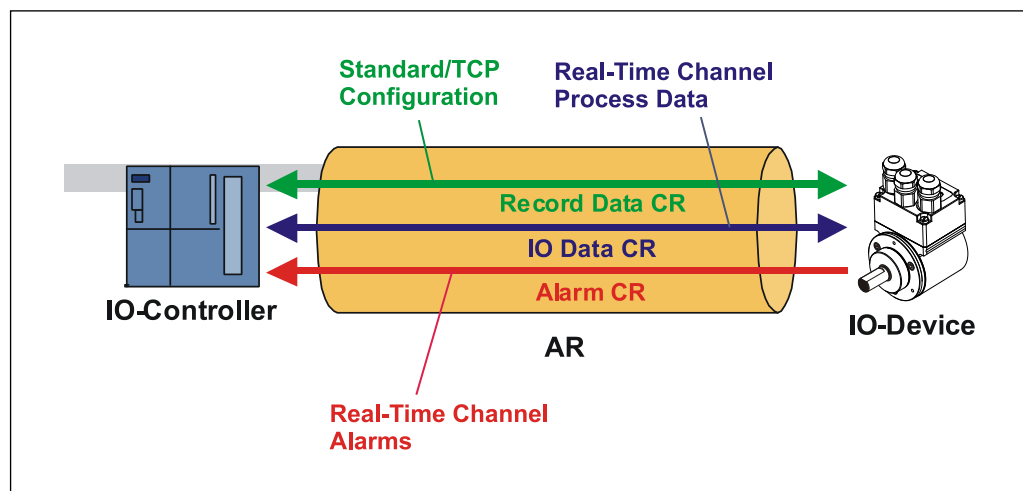 Standard/TCP
Configuration
Real-Time Channel
Process Data
Record Data CR
IO Data CR
Alarm CR
IO-Controller
IO-Device
AR
Real-Time Channel
Alarms